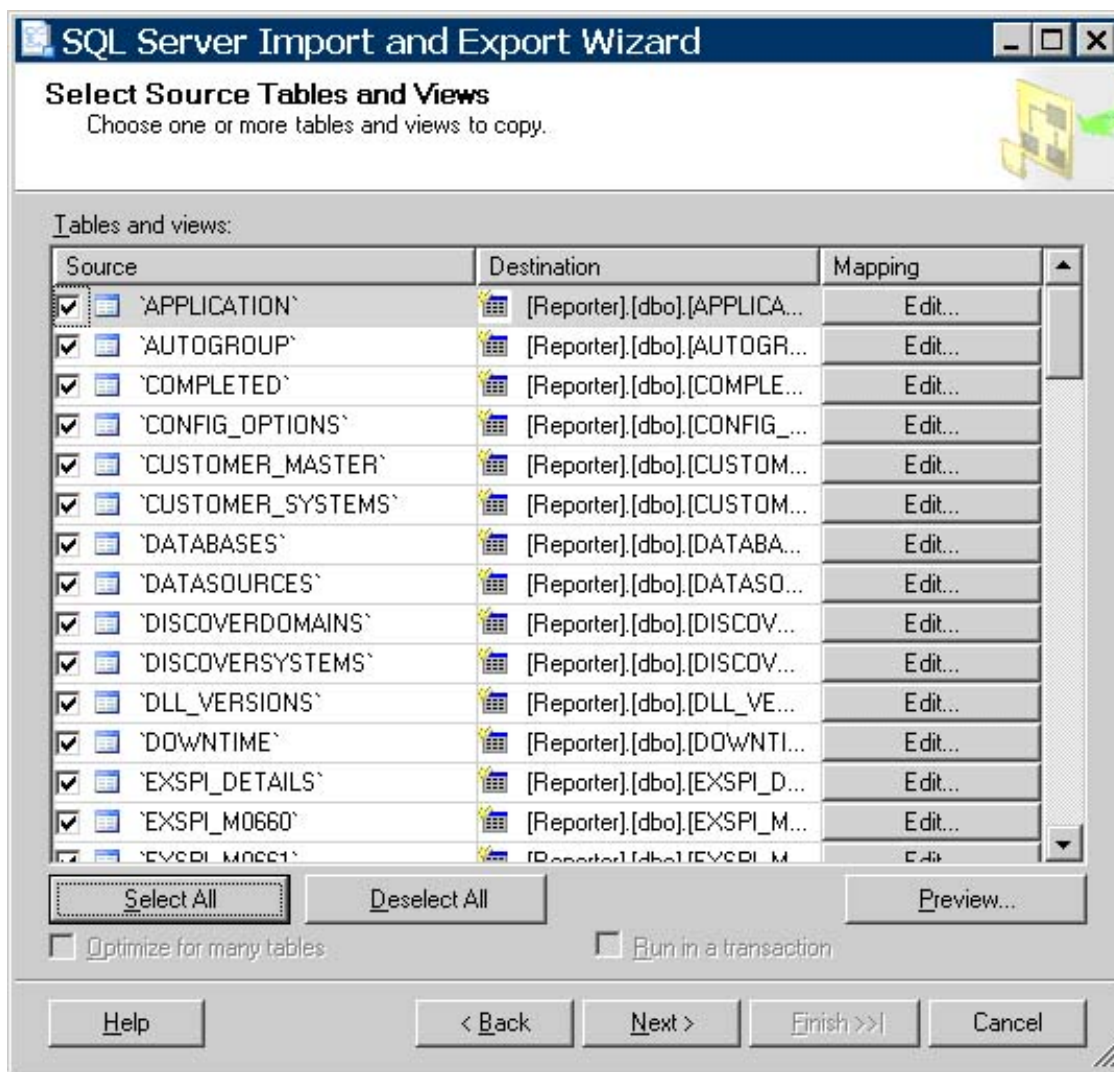 SQL Server Import and Export Wizard
Select Source Tables and Views
Choose one or more tables and views to copy.
Tables and views:
Source Destination Mapping
`APPLICATION` [Reporter].[dbo].[APPLICA... Edit...
`AUTOGROUP` [Reporter].[dbo].[AUTOGR... Edit...
`COMPLETED` [Reporter].[dbo].[COMPLE... Edit...
`CONFIG_OPTIONS` [Reporter].[dbo].[CONFIG_... Edit...
`CUSTOMER_MASTER` [Reporter].[dbo].[CUSTOM... Edit...
`CUSTOMER_SYSTEMS` [Reporter].[dbo].[CUSTOM... Edit...
`DATABASES` [Reporter].[dbo].[DATABA... Edit...
`DATASOURCES` [Reporter].[dbo].[DATASO... Edit...
`DISCOVERDOMAINS` [Reporter].[dbo].[DISCOV... Edit...
`DISCOVERSYSTEMS` [Reporter].[dbo].[DISCOV... Edit...
`DLL_VERSIONS` [Reporter].[dbo].[DLL_VE... Edit...
`DOWNTIME` [Reporter].[dbo].[DOWNTI... Edit...
`EXSPI_DETAILS` [Reporter].[dbo].[EXSPI_D... Edit...
`EXSPI_M0660` [Reporter].[dbo].[EXSPI_M... Edit...
`EXSPI_M0661` [Reporter].[dbo].[EXSPI_M... Edit...
Select All Deselect All Preview...
Optimize for many tables Run in a transaction
Help < Back Next > Finish >>| Cancel